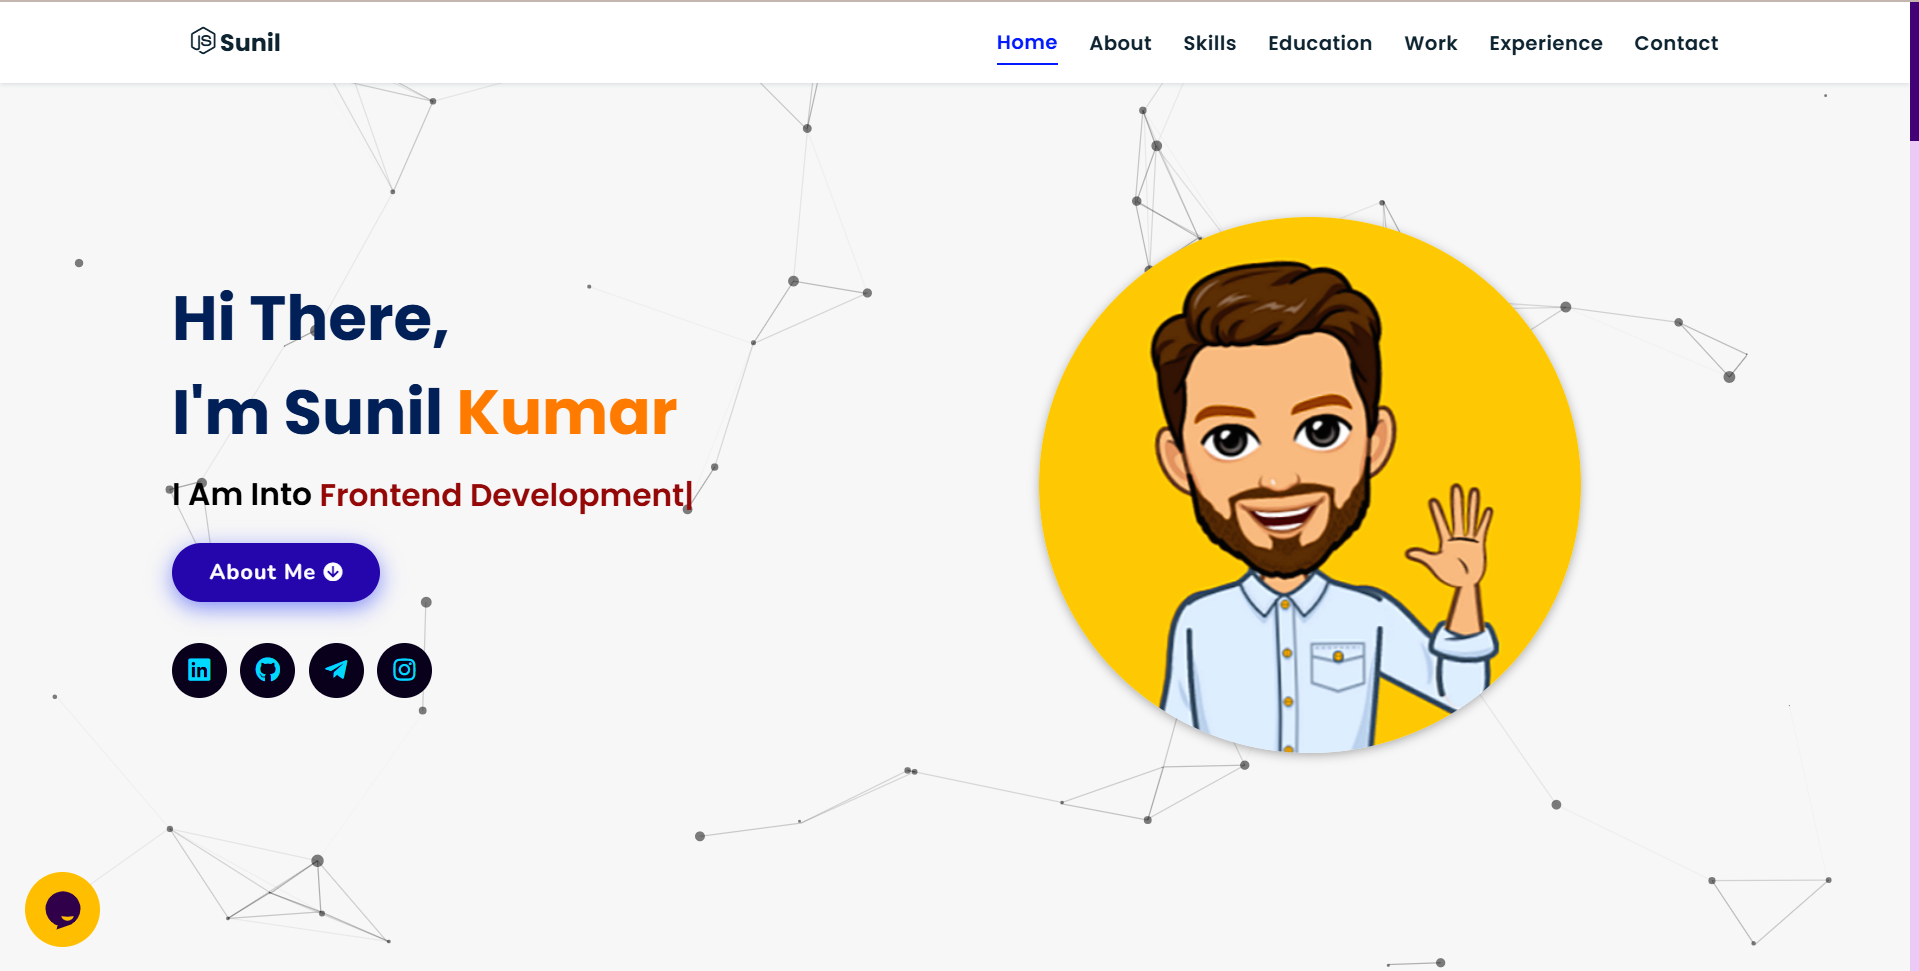 Sunil
Home About Skills Education Work Experience Contact
Hi There,
I'm Sunil Kumar
I Am Into Frontend Development|
About Me